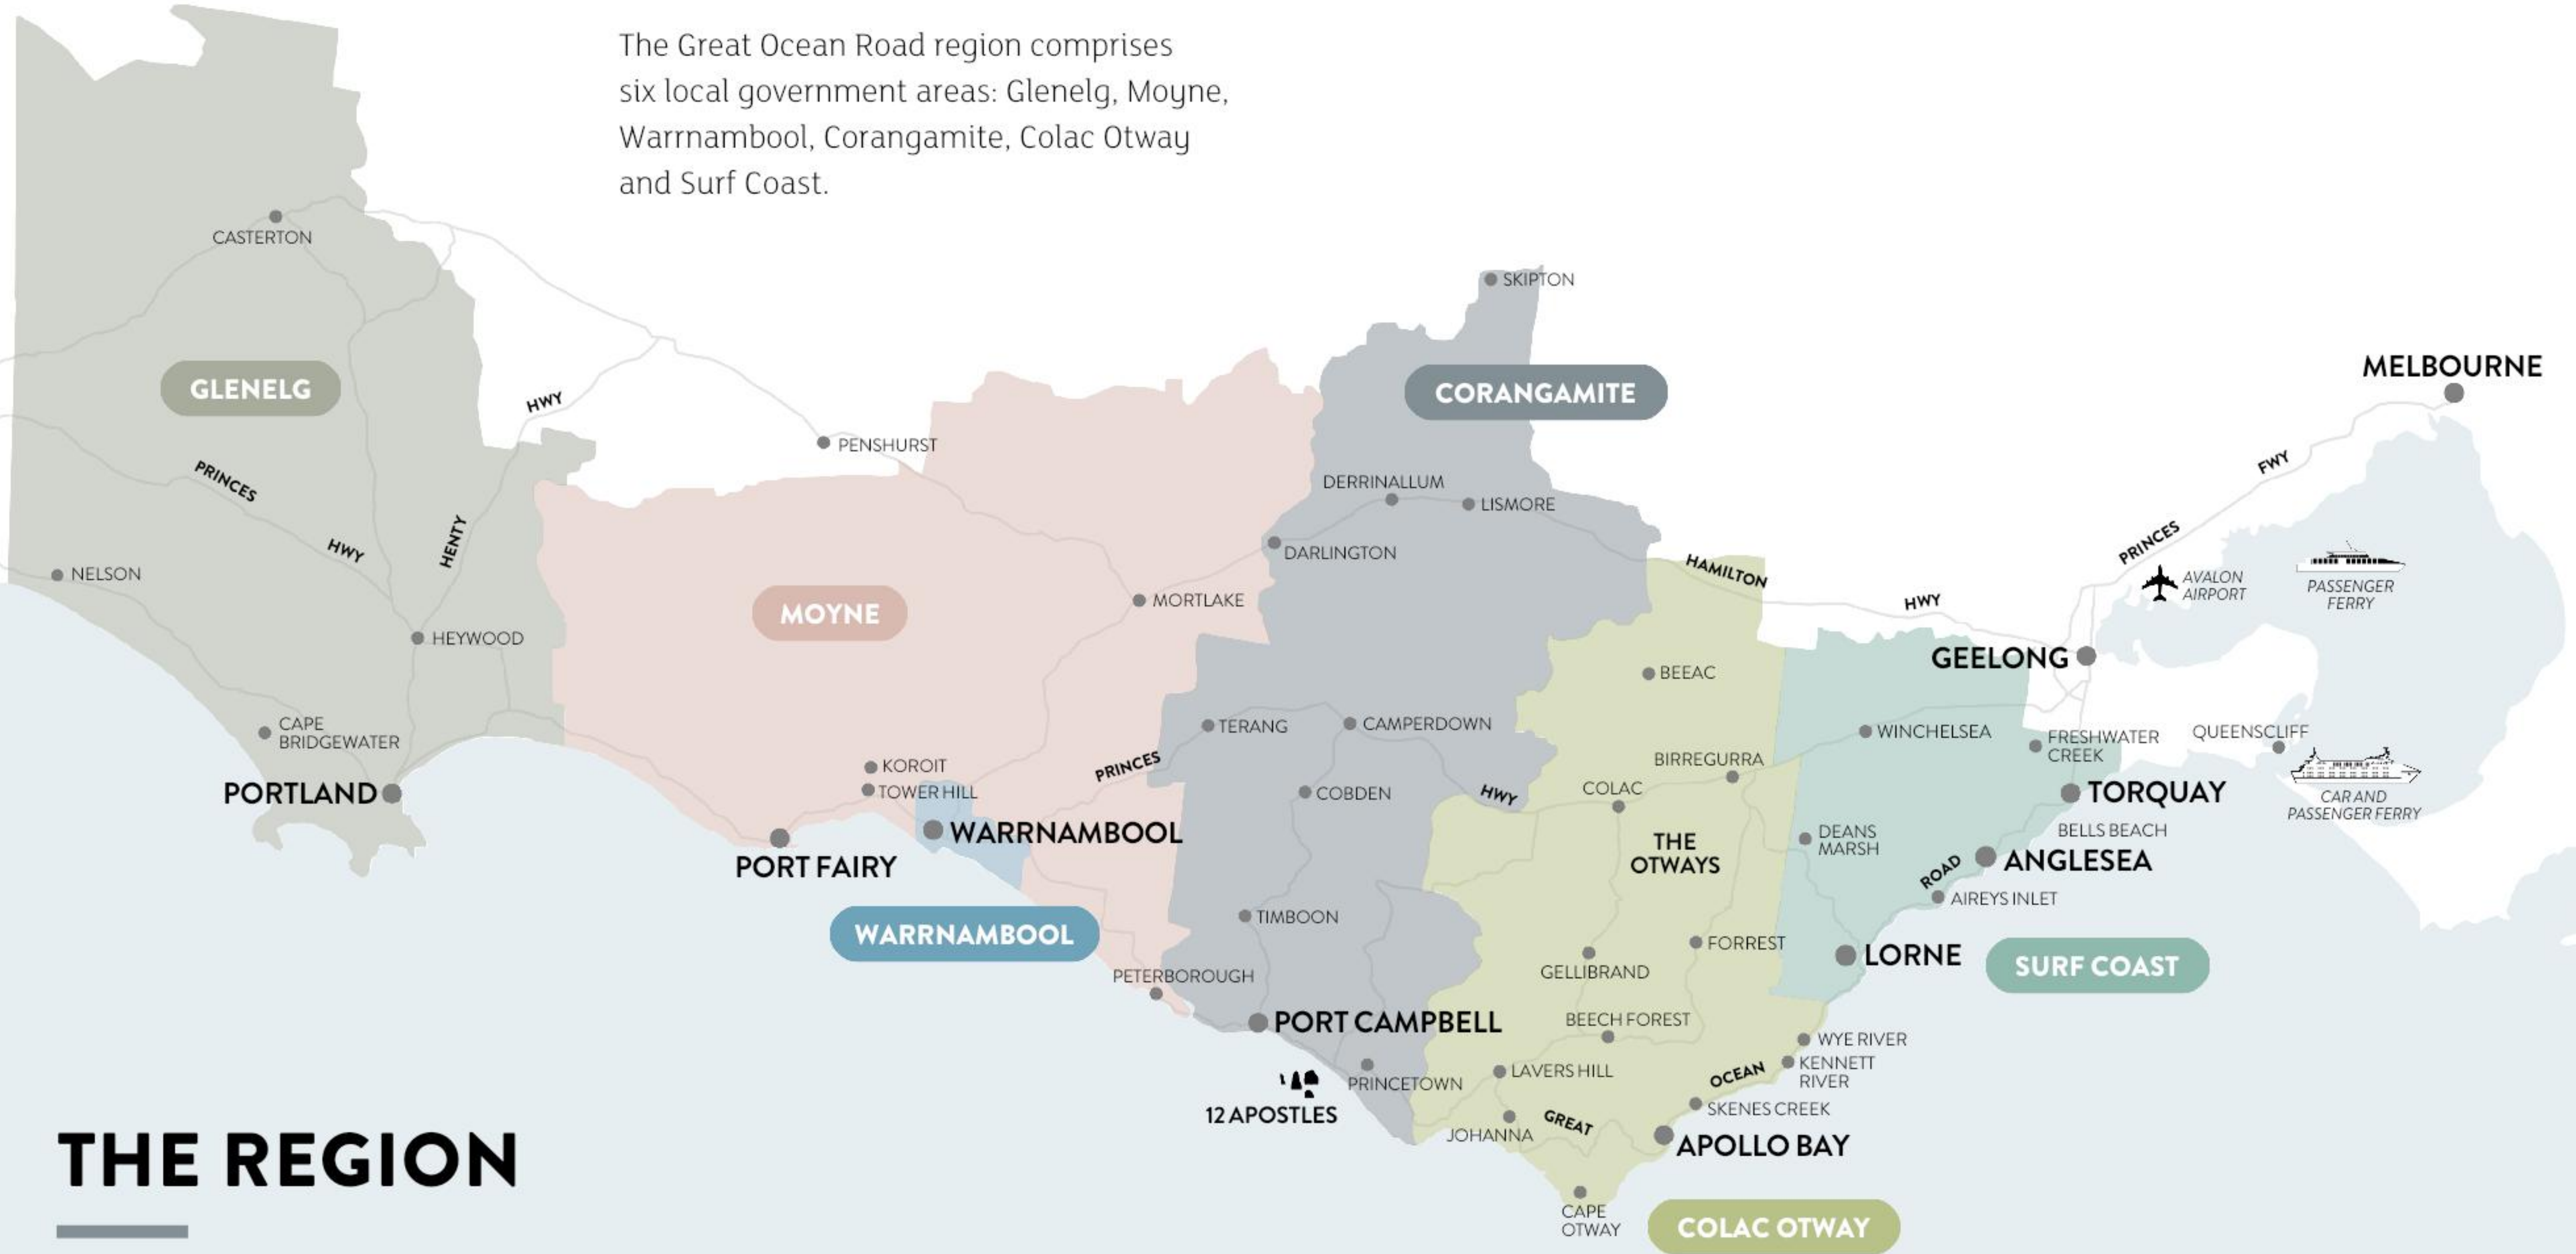 The Great Ocean Road region comprises
six local government areas: Glenelg, Moyne,
Warrnambool, Corangamite, Colac Otway
and Surf Coast.
CASTERTON
SKIPTON
MELBOURNE
GLENELG
CORANGAMITE
HWY
PENSHURST
FWY
PRINCES
DERRINALLUM
LISMORE
HENTY
HWY
DARLINGTON
PRINCES
HAMILTON
NELSON
AVALON
AIRPORT
PASSENGER
FERRY
MORTLAKE
HWY
MOYNE
HEYWOOD
GEELONG
BEEAC
CAPE
BRIDGEWATER
TERANG
CAMPERDOWN
WINCHELSEA
FRESHWATER
CREEK
QUEENSCLIFF
KOROIT
PRINCES
BIRREGURRA
PORTLAND
TOWER HILL
COBDEN
HWY
COLAC
TORQUAY
CAR AND
PASSENGER FERRY
WARRNAMBOOL
BELLS BEACH
DEANS
MARSH
THE
OTWAYS
PORT FAIRY
ROAD
ANGLESEA
AIREYS INLET
WARRNAMBOOL
TIMBOON
FORREST
LORNE
SURF COAST
PETERBOROUGH
GELLIBRAND
PORT CAMPBELL
BEECH FOREST
WYE RIVER
KENNETT
RIVER
PRINCETOWN
LAVERS HILL
OCEAN
12 APOSTLES
SKENES CREEK
JOHANNA
GREAT
APOLLO BAY
THE REGION
CAPE
OTWAY
COLAC OTWAY